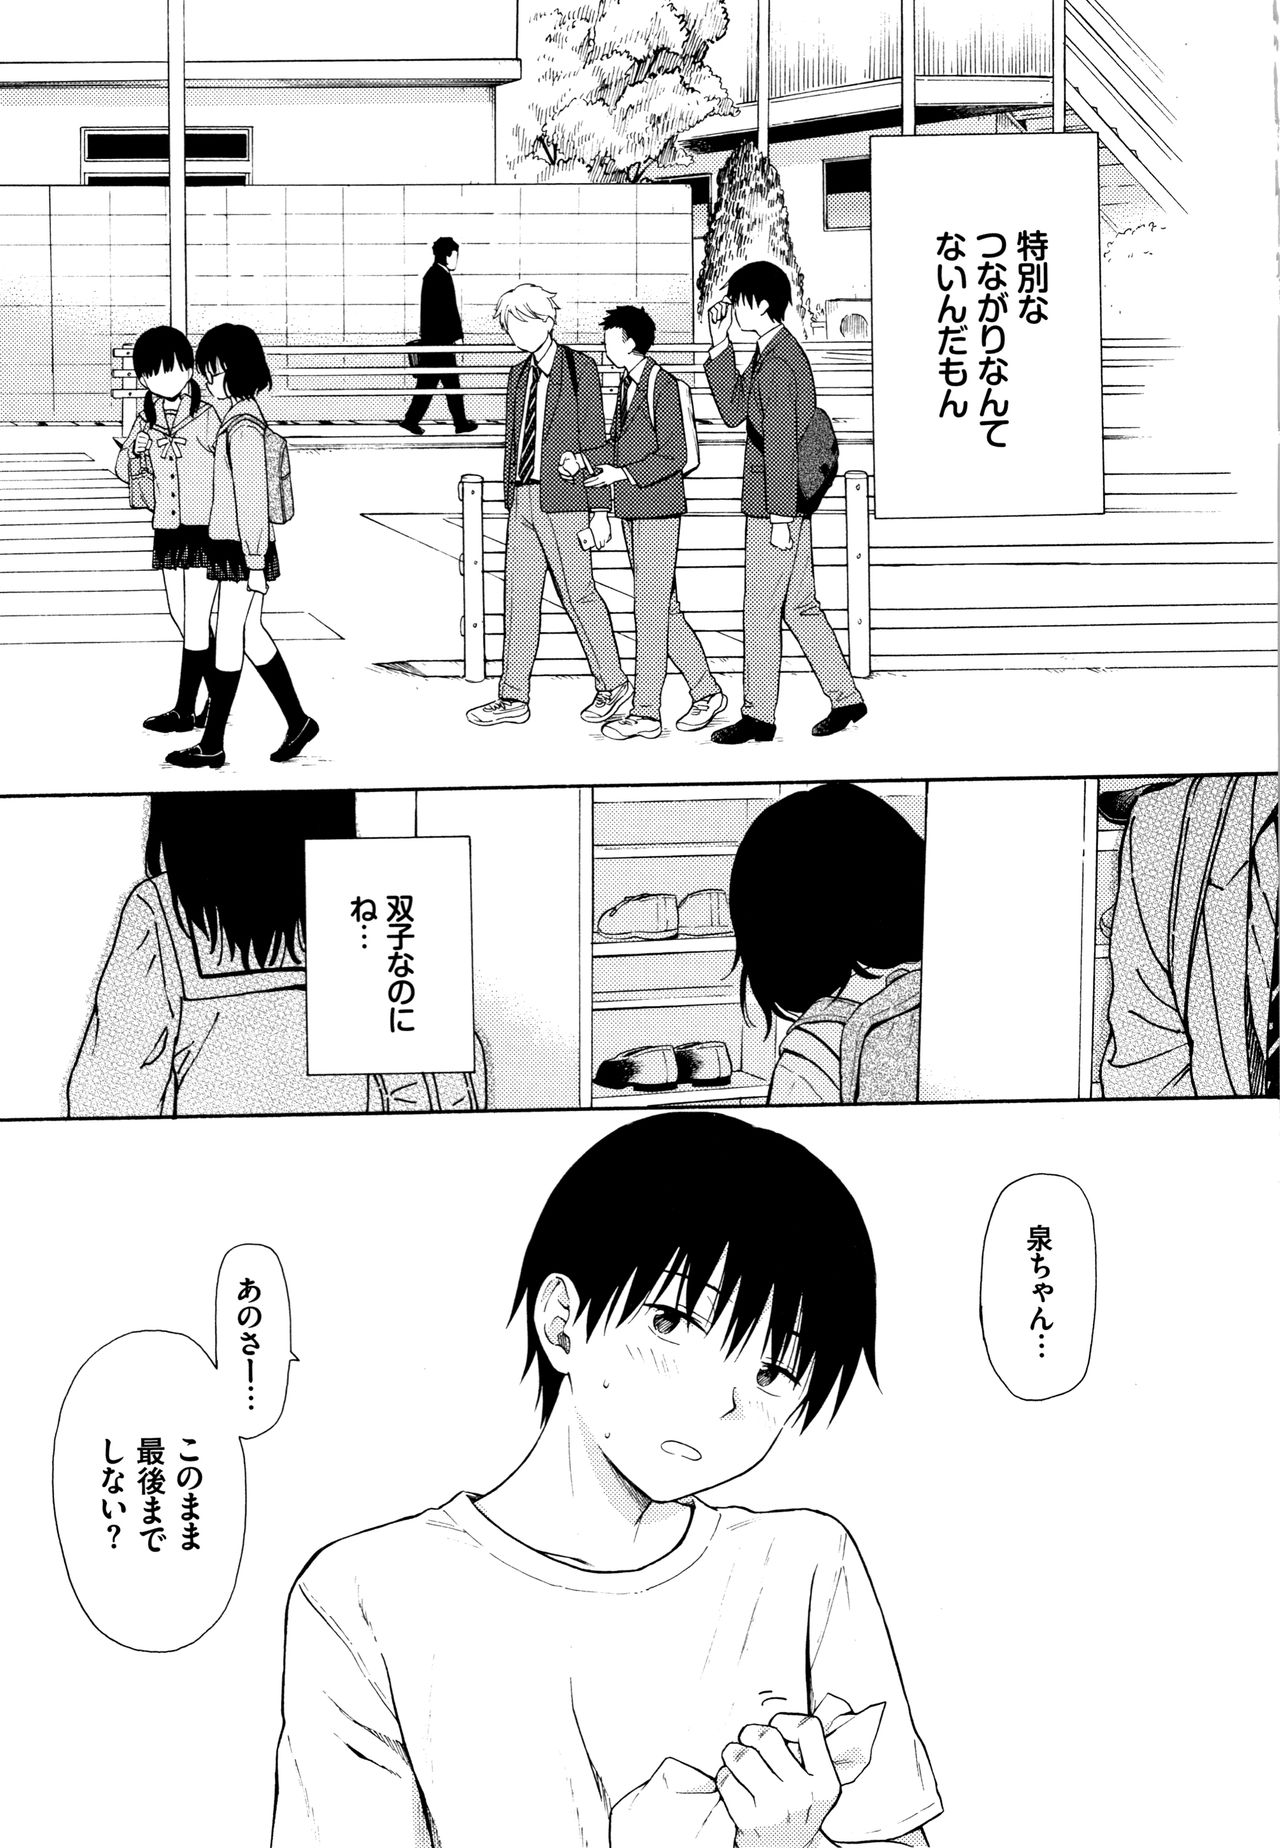 特別な
つながりなんて
ないんだもん
双子なのに
ね…
泉ちゃん…
あのさー…
このまま
最後まで
しない?